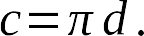 c = π d .